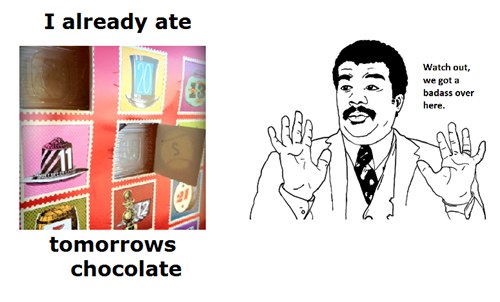 I already ate
tomorrows
chocolate
Watch out,
we got a
badass over
here.